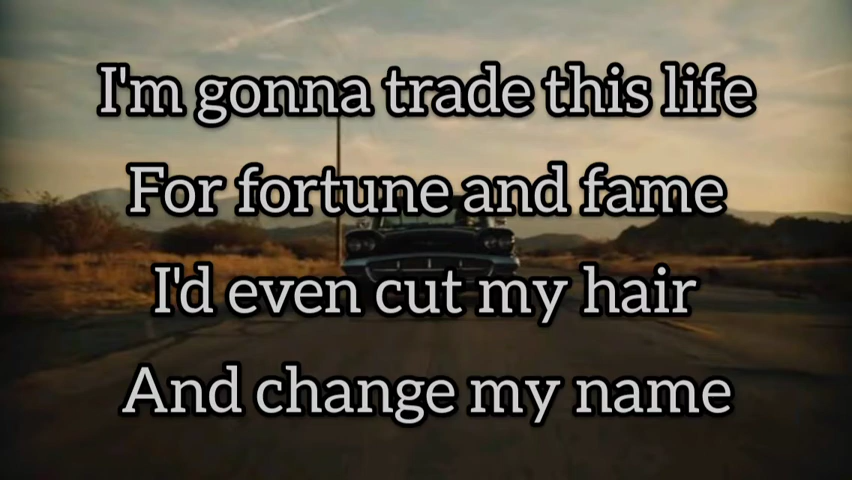 I'm gonna trade this life
For fortune and fame
I'd even cut my hair
And change my name